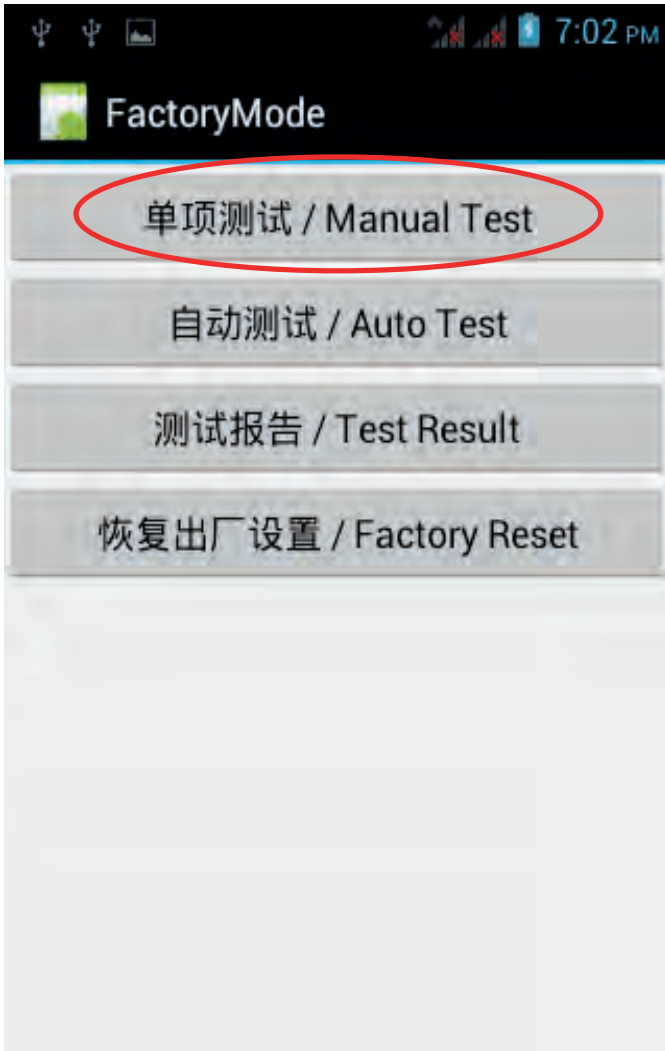 7:02 PM
FactoryMode
单项测试 / Manual Test
自动测试 / Auto Test
测试报告 / Test Result
恢复出厂设置 / Factory Reset